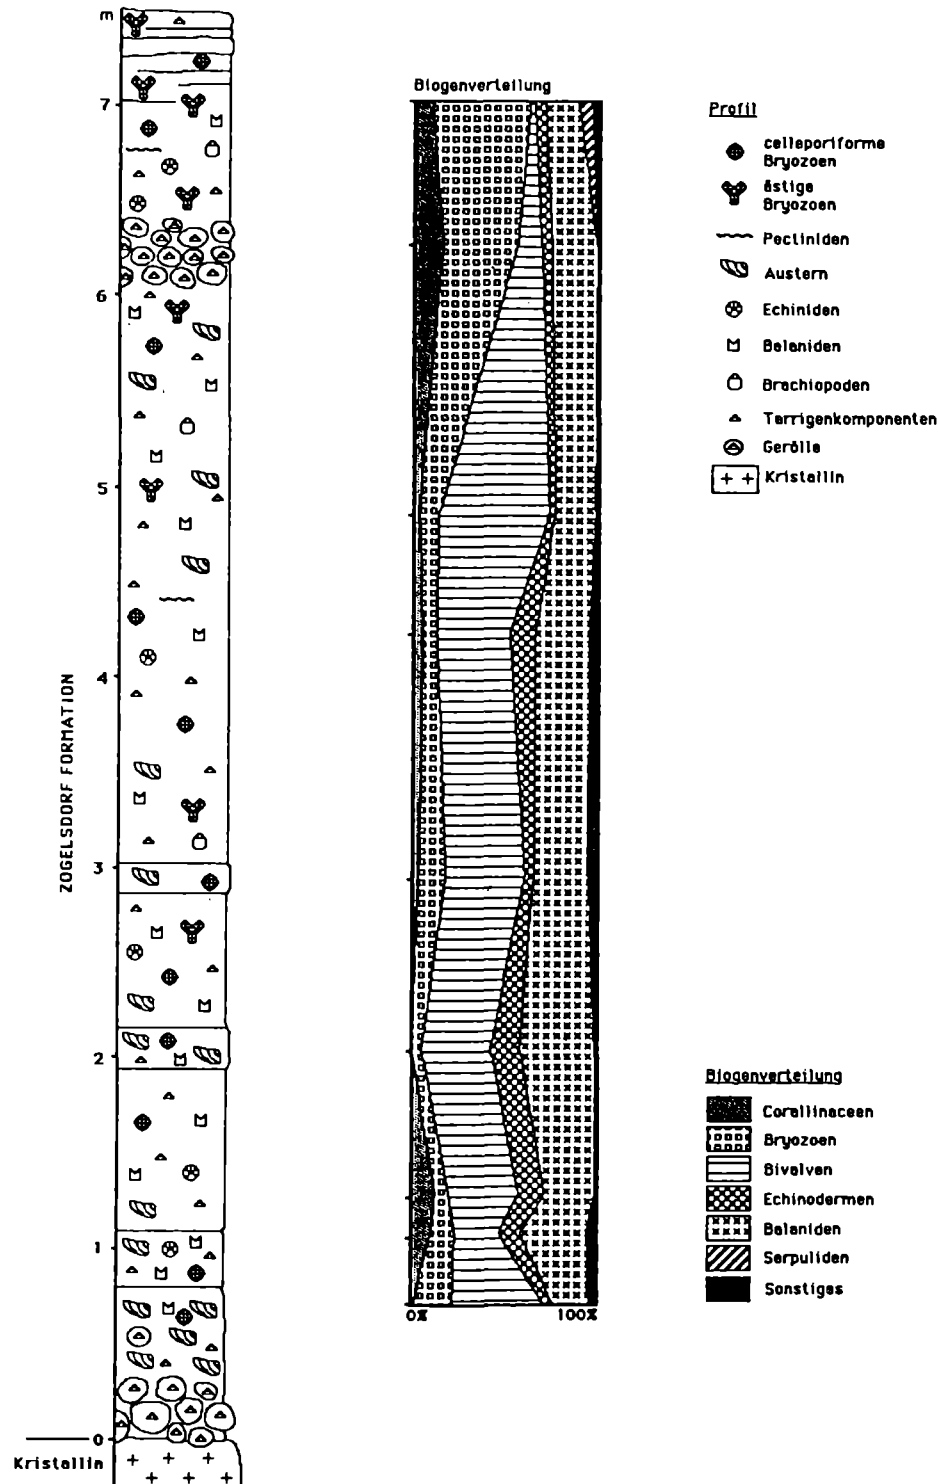 m
7
6
5
4
3
2
1
0
ZOGELSDORF FORMATION
Kristallin
Biogenverteilung
0%
100%
Profil
celleporiforme
Bryozoen
ästige
Bryozoen
Pectiniden
Austern
Echiniden
Balaniden
Brachiopoden
Terrigenkomponenten
Gerölle
Kristallin
Biogenverteilung
Corallinaceen
Bryozoen
Bivalven
Echinodermen
Balaniden
Serpuliden
Sonstiges